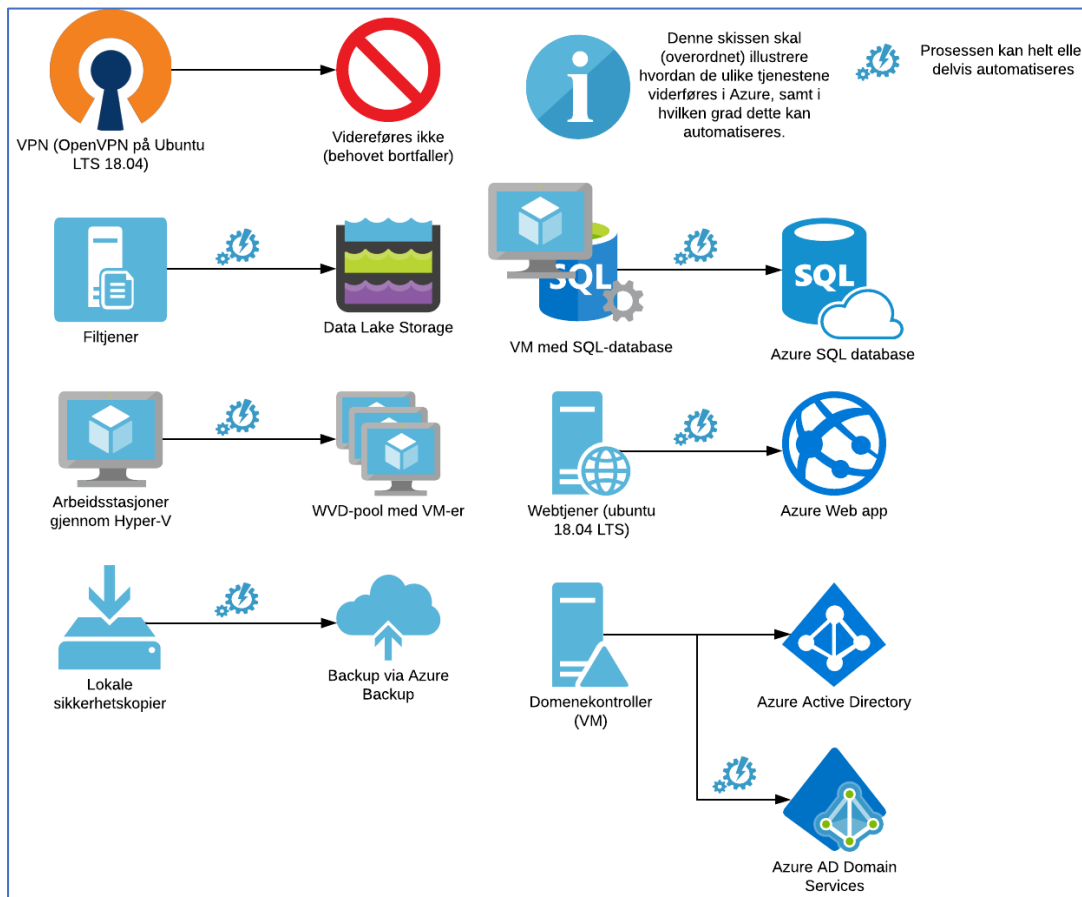 VPN (OpenVPN på Ubuntu
LTS 18.04)
Videreføres ikke
(behovet bortfaller)
Denne skissen skal
(overordnet) illustrere
hvordan de ulike tjenestene
viderføres i Azure, samt i
hvilken grad dette kan
automatiseres.
Prosessen kan helt elle
delvis automatiseres
Filtjener
Data Lake Storage
SQL
VM med SQL-database
SQL
Azure SQL database
Arbeidsstasjoner
gjennom Hyper-V
WVD-pool med VM-er
Webtjener (ubuntu
18.04 LTS)
Azure Web app
Lokale
sikkerhetskopier
Backup via Azure
Backup
Domenekontroller
(VM)
Azure Active Directory
Azure AD Domain
Services